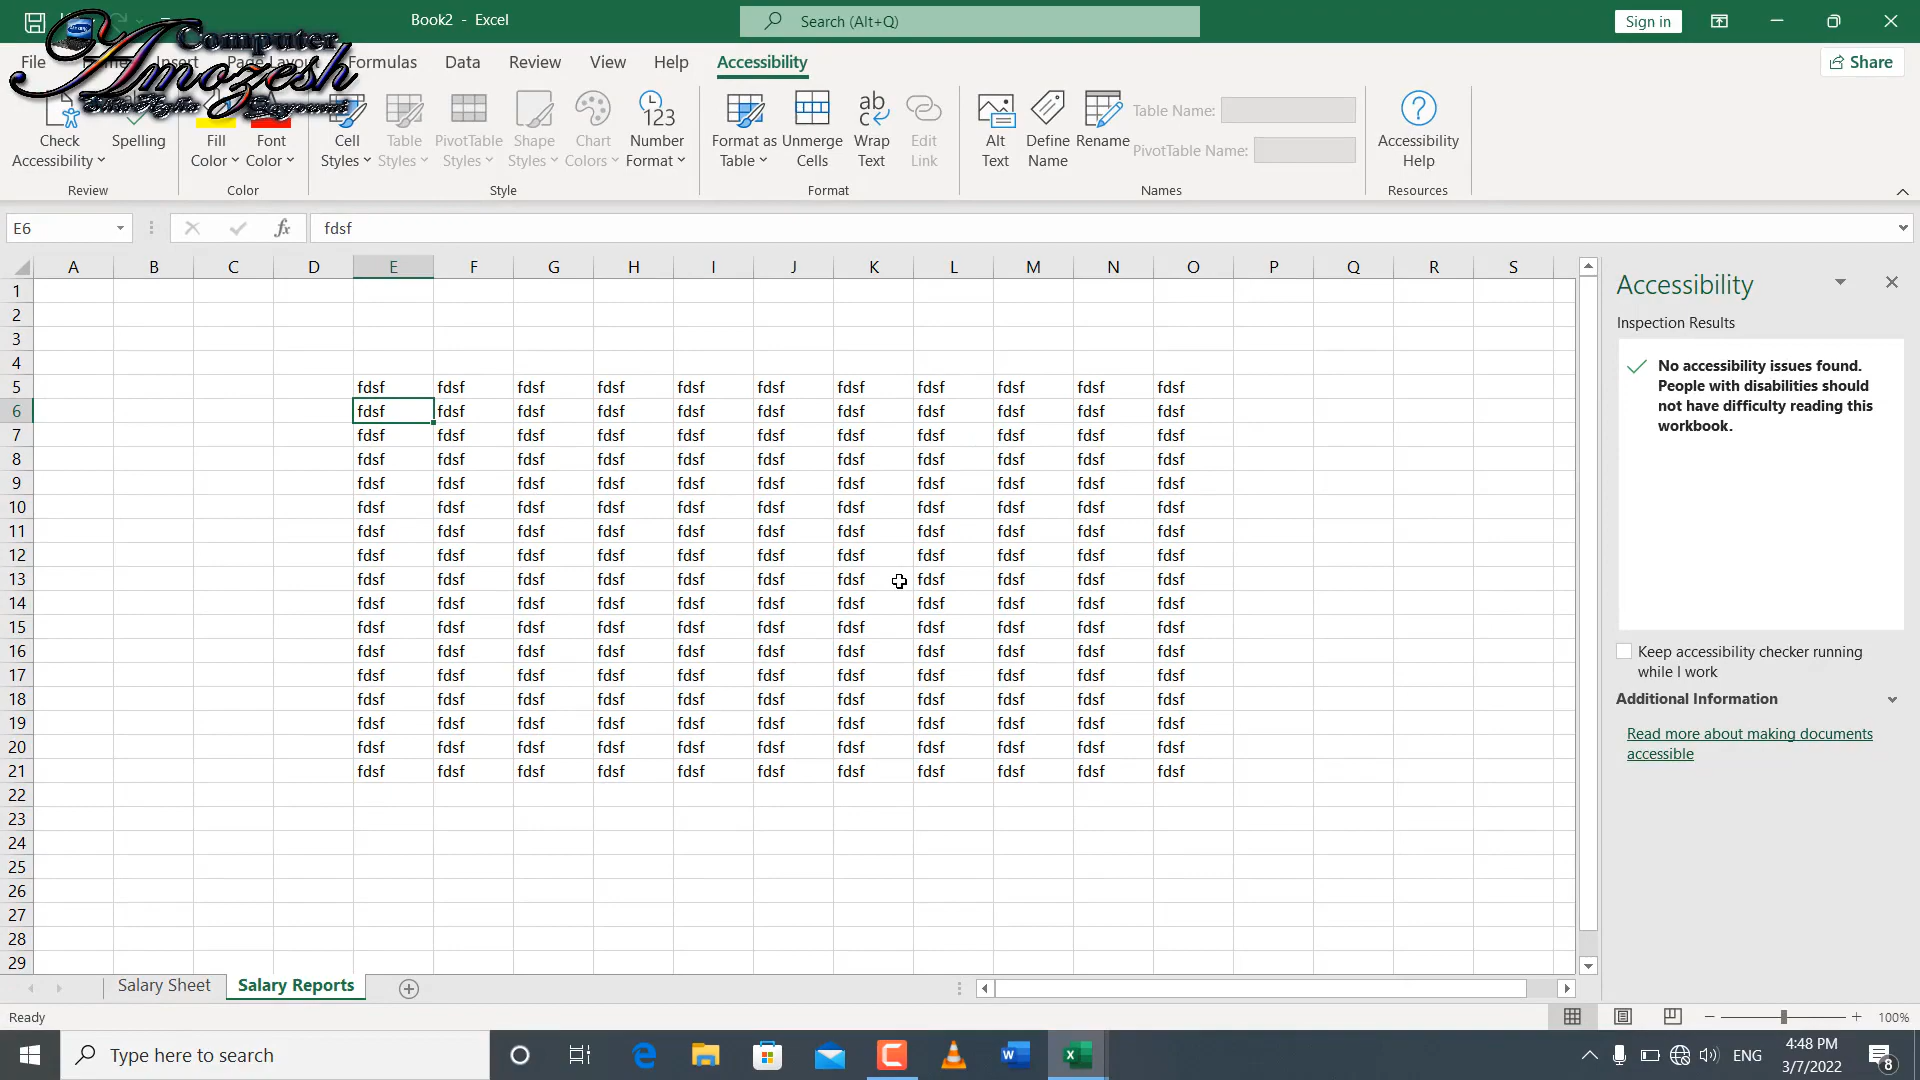 Book2 - Excel
Search (Alt+Q)
Sign in
Computer
Amozesh
File Insert Page Layout Formulas Data Review View Help Accessibility
Share
Check Accessibility
Spelling
Fill Color
Font Color
Cell Styles
Table Styles
PivotTable Styles
Shape Styles
Chart Colors
Number Format
Format as Table
Unmerge Cells
Wrap Text
Edit Link
Alt Text
Define Name
Rename
Table Name:
PivotTable Name:
Accessibility Help
Review Color Style Format Names Resources
E6 fx fdsf
A B C D E F G H I J K L M N O P Q R S
1
2
3
4
5 fdsf fdsf fdsf fdsf fdsf fdsf fdsf fdsf fdsf fdsf fdsf
6 fdsf fdsf fdsf fdsf fdsf fdsf fdsf fdsf fdsf fdsf fdsf
7 fdsf fdsf fdsf fdsf fdsf fdsf fdsf fdsf fdsf fdsf fdsf
8 fdsf fdsf fdsf fdsf fdsf fdsf fdsf fdsf fdsf fdsf fdsf
9 fdsf fdsf fdsf fdsf fdsf fdsf fdsf fdsf fdsf fdsf fdsf
10 fdsf fdsf fdsf fdsf fdsf fdsf fdsf fdsf fdsf fdsf fdsf
11 fdsf fdsf fdsf fdsf fdsf fdsf fdsf fdsf fdsf fdsf fdsf
12 fdsf fdsf fdsf fdsf fdsf fdsf fdsf fdsf fdsf fdsf fdsf
13 fdsf fdsf fdsf fdsf fdsf fdsf fdsf fdsf fdsf fdsf fdsf
14 fdsf fdsf fdsf fdsf fdsf fdsf fdsf fdsf fdsf fdsf fdsf
15 fdsf fdsf fdsf fdsf fdsf fdsf fdsf fdsf fdsf fdsf fdsf
16 fdsf fdsf fdsf fdsf fdsf fdsf fdsf fdsf fdsf fdsf fdsf
17 fdsf fdsf fdsf fdsf fdsf fdsf fdsf fdsf fdsf fdsf fdsf
18 fdsf fdsf fdsf fdsf fdsf fdsf fdsf fdsf fdsf fdsf fdsf
19 fdsf fdsf fdsf fdsf fdsf fdsf fdsf fdsf fdsf fdsf fdsf
20 fdsf fdsf fdsf fdsf fdsf fdsf fdsf fdsf fdsf fdsf fdsf
21 fdsf fdsf fdsf fdsf fdsf fdsf fdsf fdsf fdsf fdsf fdsf
22
23
24
25
26
27
28
29
Accessibility
Inspection Results
No accessibility issues found.
People with disabilities should
not have difficulty reading this
workbook.
Keep accessibility checker running
while I work
Additional Information
Read more about making documents
accessible
Salary Sheet Salary Reports
Ready
100%
Type here to search
ENG
4:48 PM
3/7/2022
8